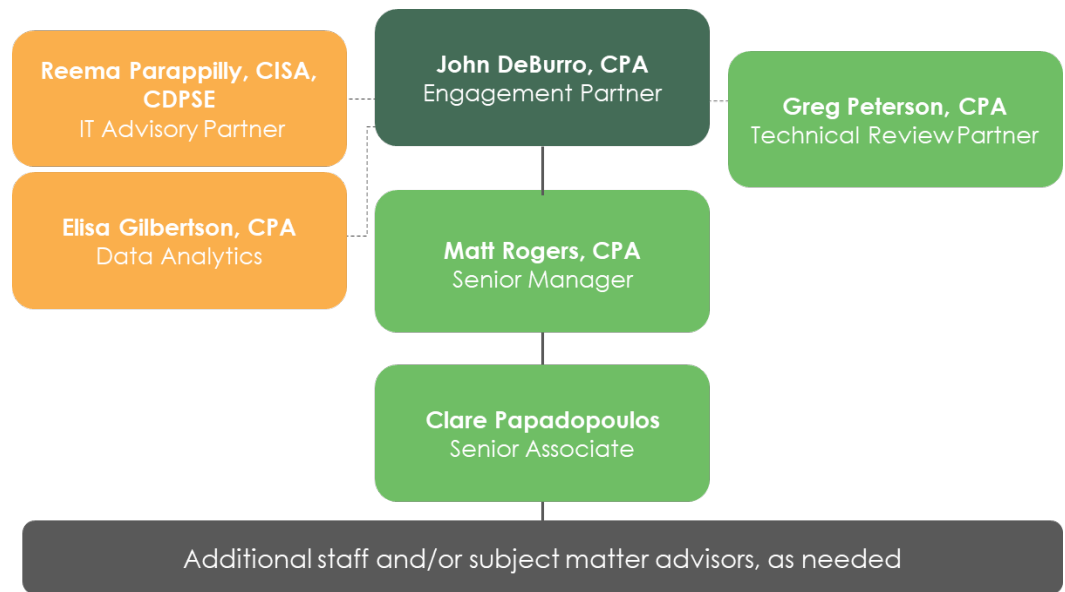 Reema Parappilly, CISA,
CDPSE
IT Advisory Partner
John DeBurro, CPA
Engagement Partner
Greg Peterson, CPA
Technical Review Partner
Elisa Gilbertson, CPA
Data Analytics
Matt Rogers, CPA
Senior Manager
Clare Papadopoulos
Senior Associate
Additional staff and/or subject matter advisors, as needed